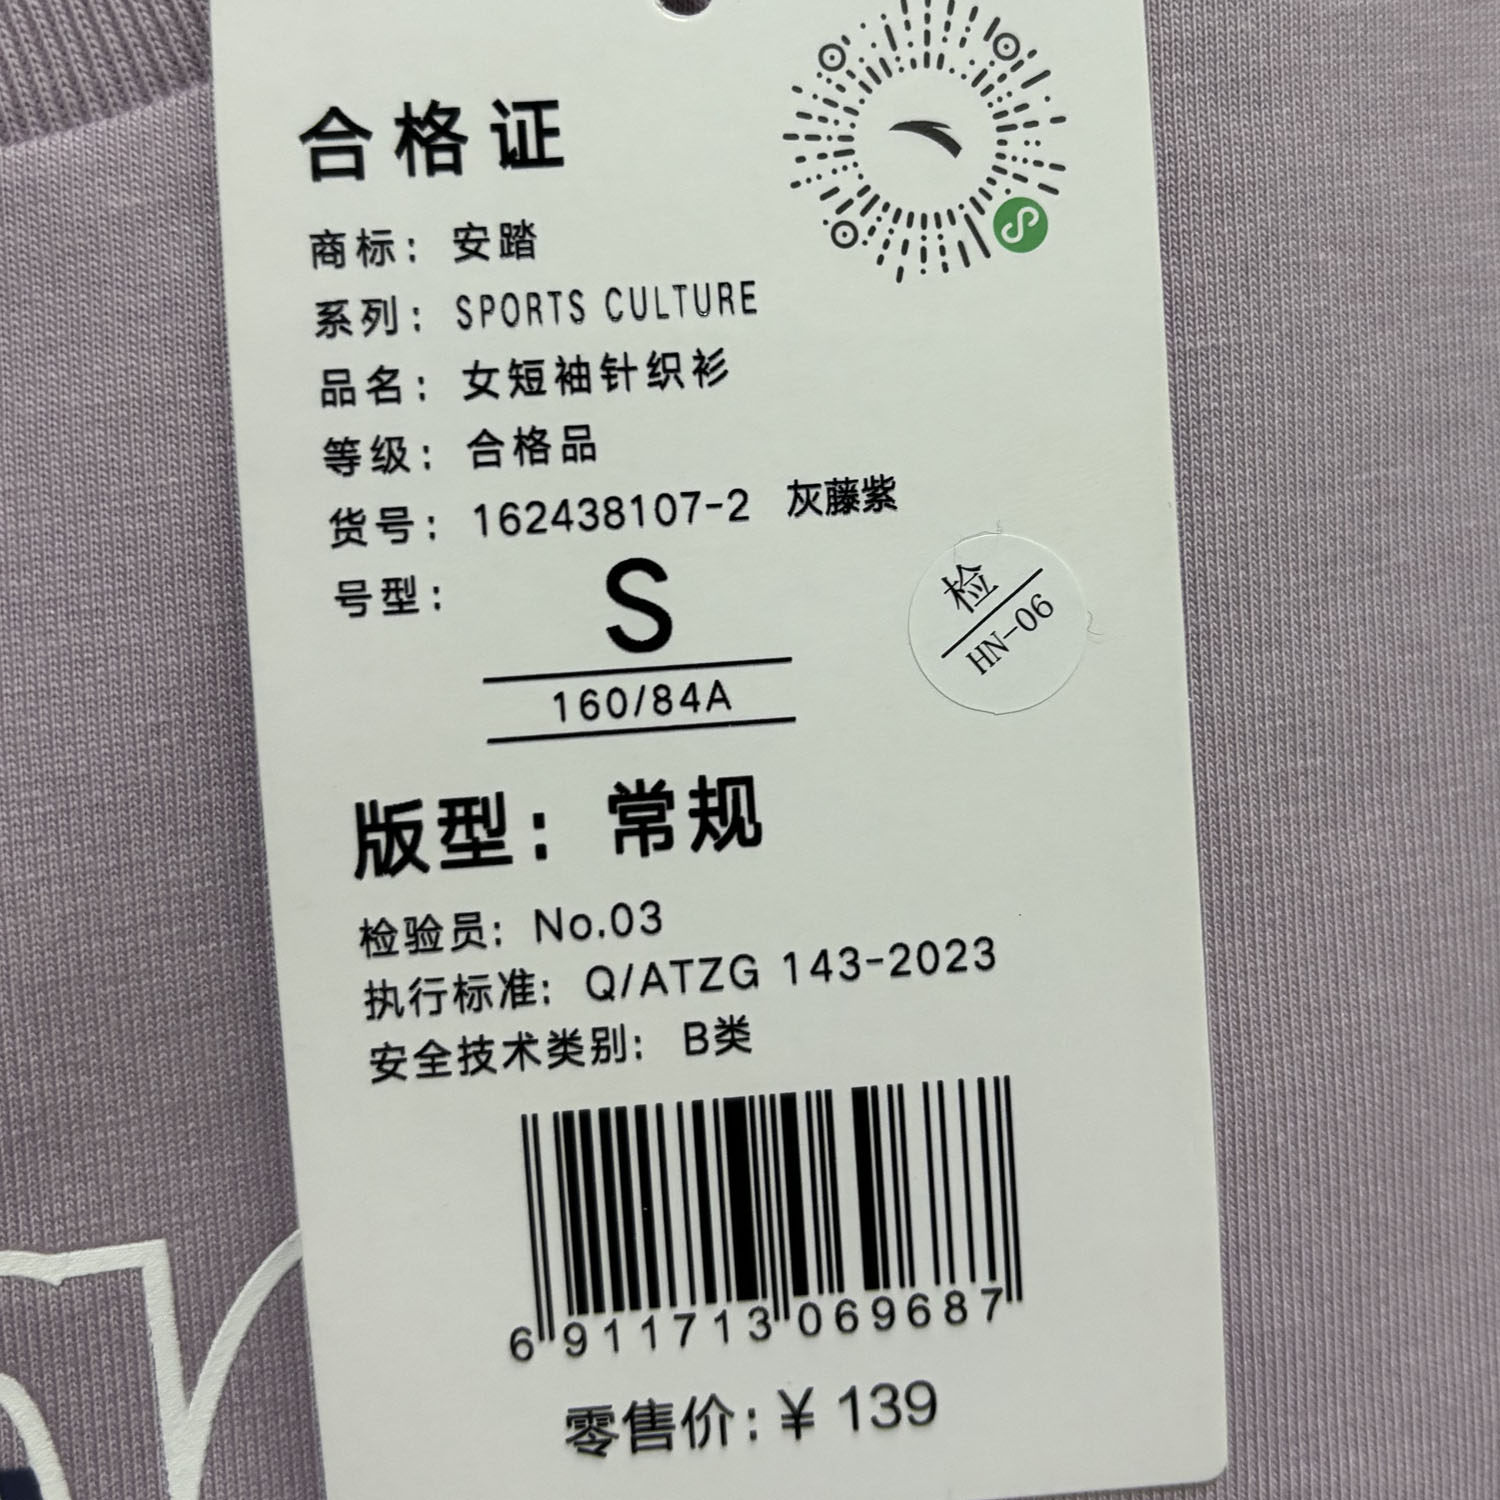 合格证
商标：安踏
系列：SPORTS CULTURE
品名：女短袖针织衫
等级：合格品
货号：162438107-2 灰藤紫
号型：
S
160/84A
检
HN-06
版型：常规
检验员：No.03
执行标准：Q/ATZG 143-2023
安全技术类别：B类
6 911713 069687
零售价：¥ 139